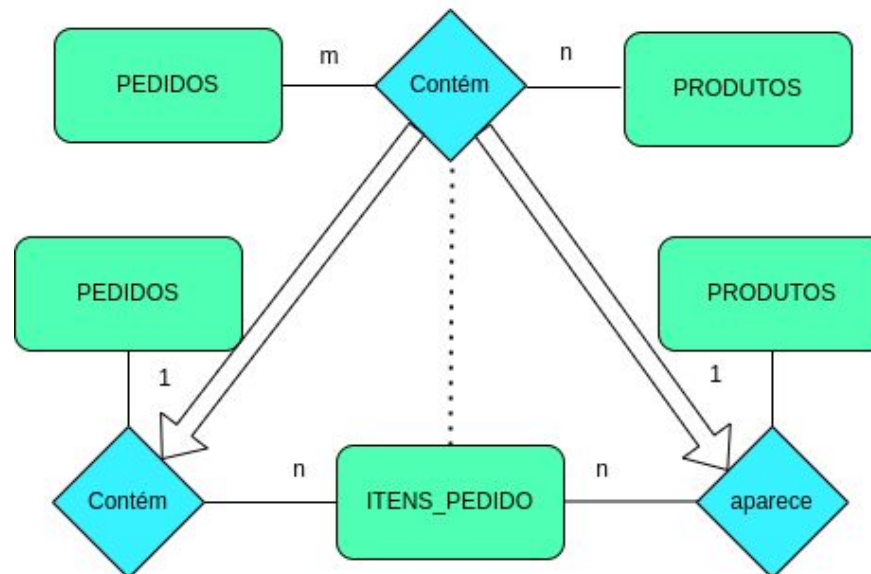 m
n
PEDIDOS
Contém
PRODUTOS
PEDIDOS
PRODUTOS
1
1
n
n
Contém
ITENS_PEDIDO
aparece